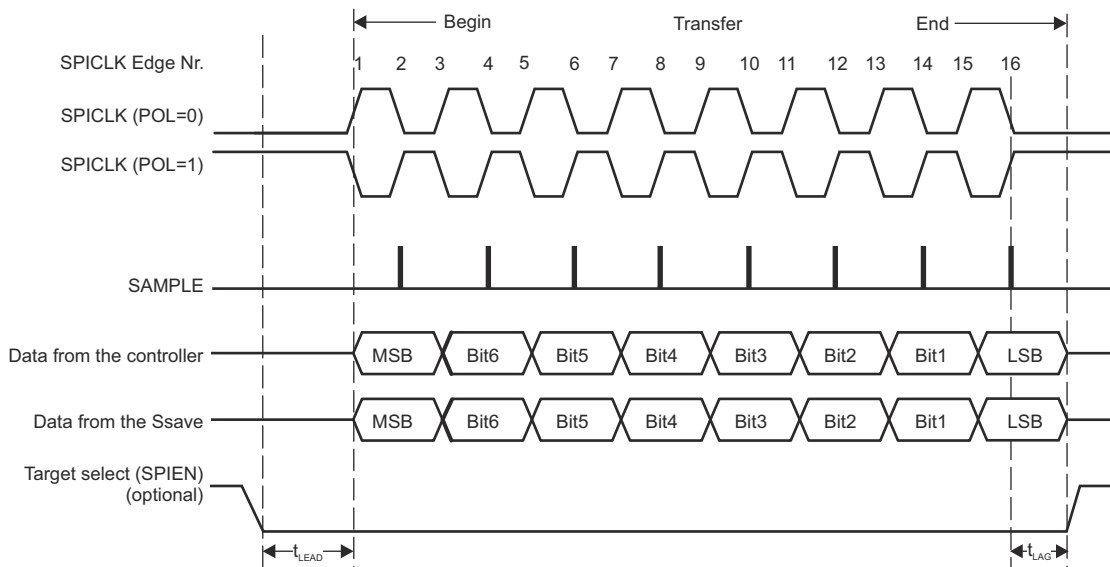 Begin Transfer End
SPICLK Edge Nr. 1 2 3 4 5 6 7 8 9 10 11 12 13 14 15 16
SPICLK (POL=0)
SPICLK (POL=1)
SAMPLE
Data from the controller MSB Bit6 Bit5 Bit4 Bit3 Bit2 Bit1 LSB
Data from the Ssave MSB Bit6 Bit5 Bit4 Bit3 Bit2 Bit1 LSB
Target select (SPIEN)
(optional)
tLEAD tLAG